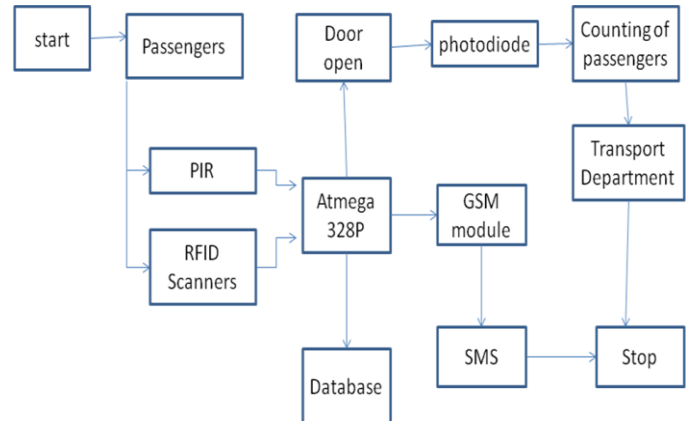 start
Passengers
PIR
RFID
Scanners
Atmega
328P
Door
open
photodiode
Counting of
passengers
Transport
Department
GSM
module
SMS
Stop
Database